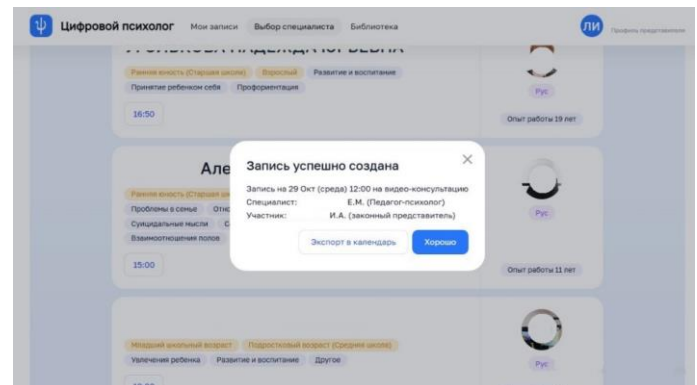 Цифровой психолог
Мои записи
Выбор специалиста
Библиотека
ЛИ
Профиль представителя
Ранняя юность (Старшая школа)
Взрослый
Развитие и воспитание
Принятие ребенком себя
Профориентация
16:50
Рус
Опыт работы 19 лет
Але
Ранняя юность (Старшая
Проблемы в семье
Суицидальные мысли
Взаимоотношения полов
15:00
Рус
Опыт работы 11 лет
Запись успешно создана
Запись на 29 Окт (среда) 12:00 на видео-консультацию
Специалист: Е.М. (Педагог-психолог)
Участник: И.А. (законный представитель)
Экспорт в календарь
Хорошо
Младший школьный возраст
Подростковый возраст (Средняя школа)
Увлечения ребенка
Развитие и воспитание
Другое
Рус